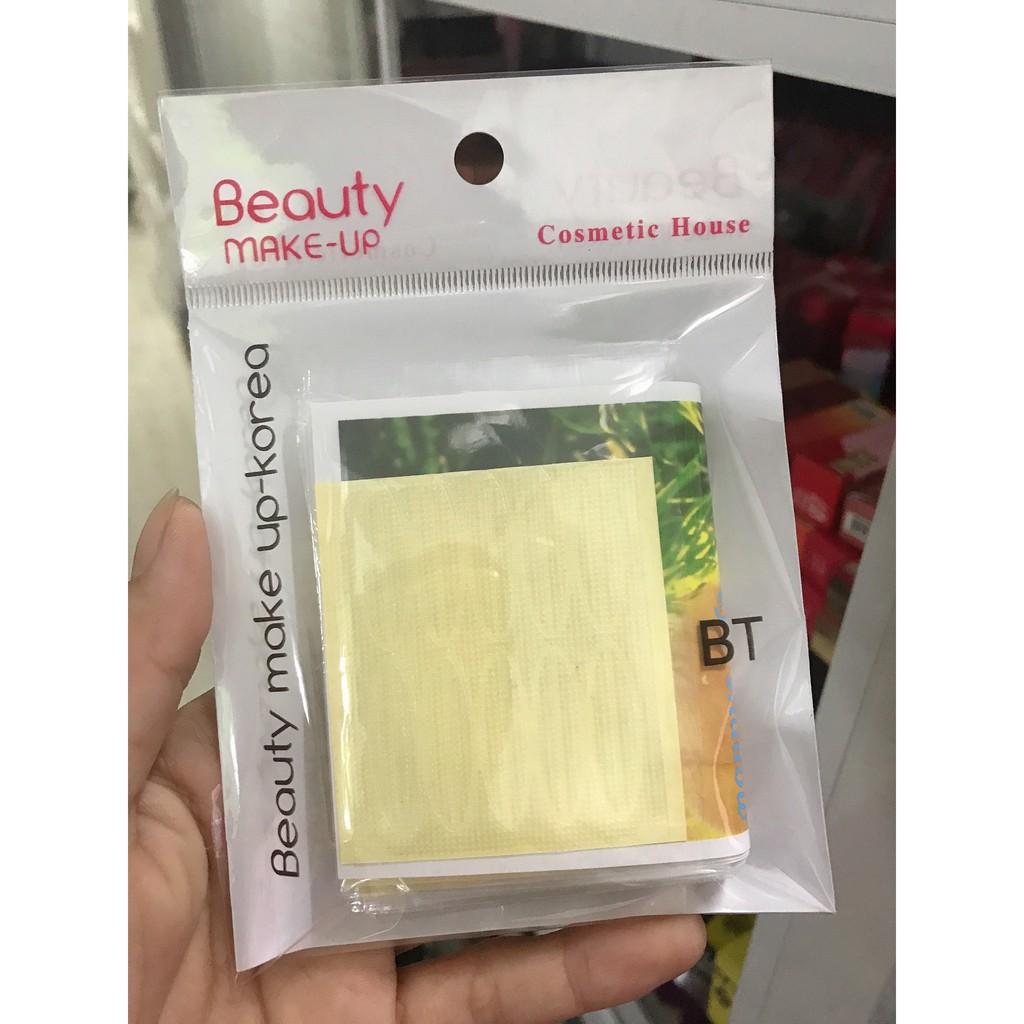 Beauty
MAKE-UP
Cosmetic House
Beauty make up-korea
BT